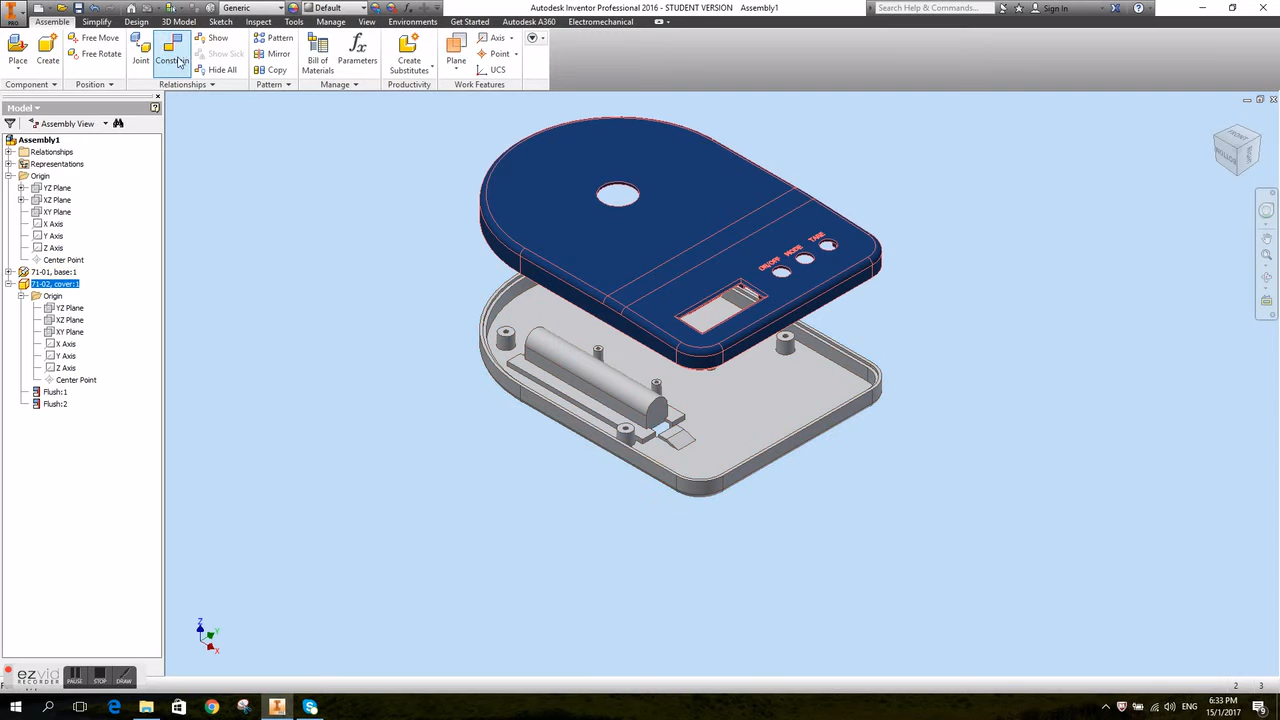 Generic
Default
Autodesk Inventor Professional 2016 - STUDENT VERSION Assembly1
Search Help & Commands...
Sign In
PRO
Assemble Simplify Design 3D Model Sketch Inspect Tools Manage View Environments Get Started Autodesk A360 Electromechanical
Place Create
Free Move
Free Rotate
Joint Constrain
Show
Show Sick
Hide All
Pattern
Mirror
Copy
Bill of
Materials
Parameters
Create
Substitutes
Plane
Axis
Point
UCS
Component Position Relationships Pattern Manage Productivity Work Features
Model
Assembly View
Assembly1
Relationships
Representations
Origin
YZ Plane
XZ Plane
XY Plane
X Axis
Y Axis
Z Axis
Center Point
71-01, base:1
71-02, cover:1
Origin
YZ Plane
XZ Plane
XY Plane
X Axis
Y Axis
Z Axis
Center Point
Flush:1
Flush:2
ON/OFF MODE TARE
FRONT
BOTTOM
Z
Y
X
ezvid
RECORDER
PAUSE STOP DRAW
2 3
6:33 PM
15/1/2017